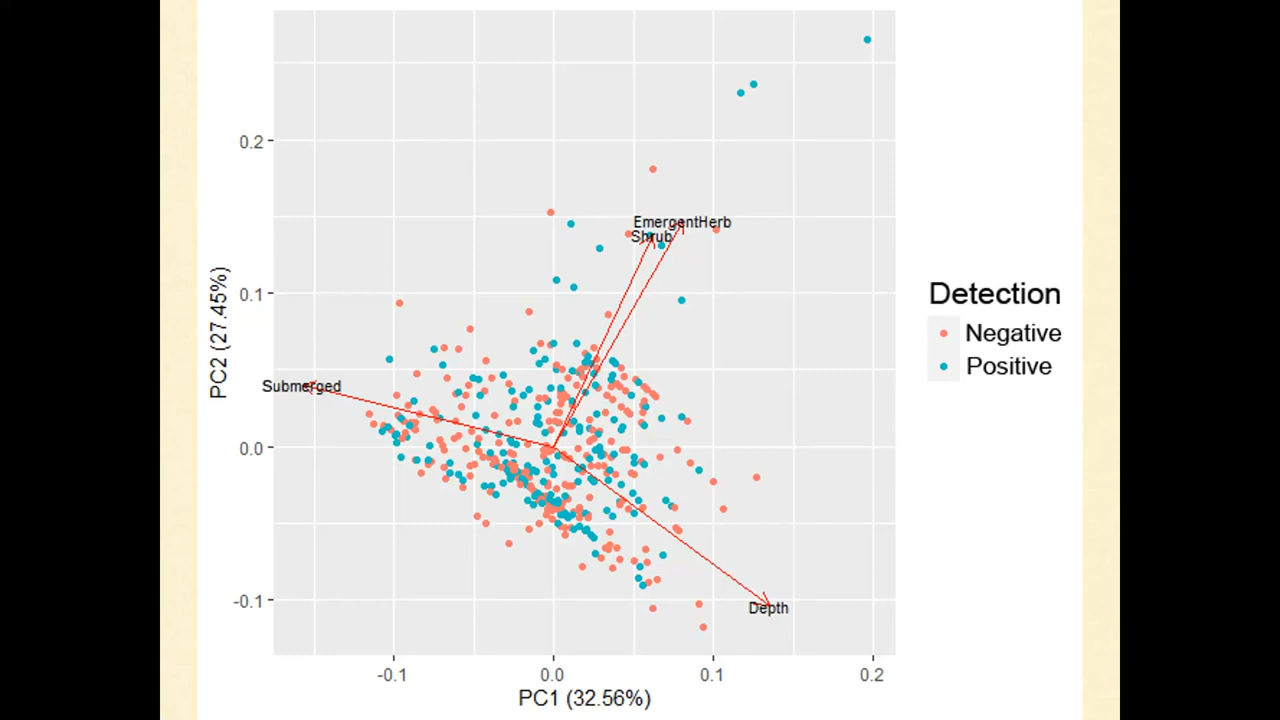 0.2
EmergentHerb
Shrub
0.1
Detection
Negative
Positive
PC2 (27.45%)
Submerged
0.0
-0.1
Depth
-0.1
0.0
0.1
0.2
PC1 (32.56%)